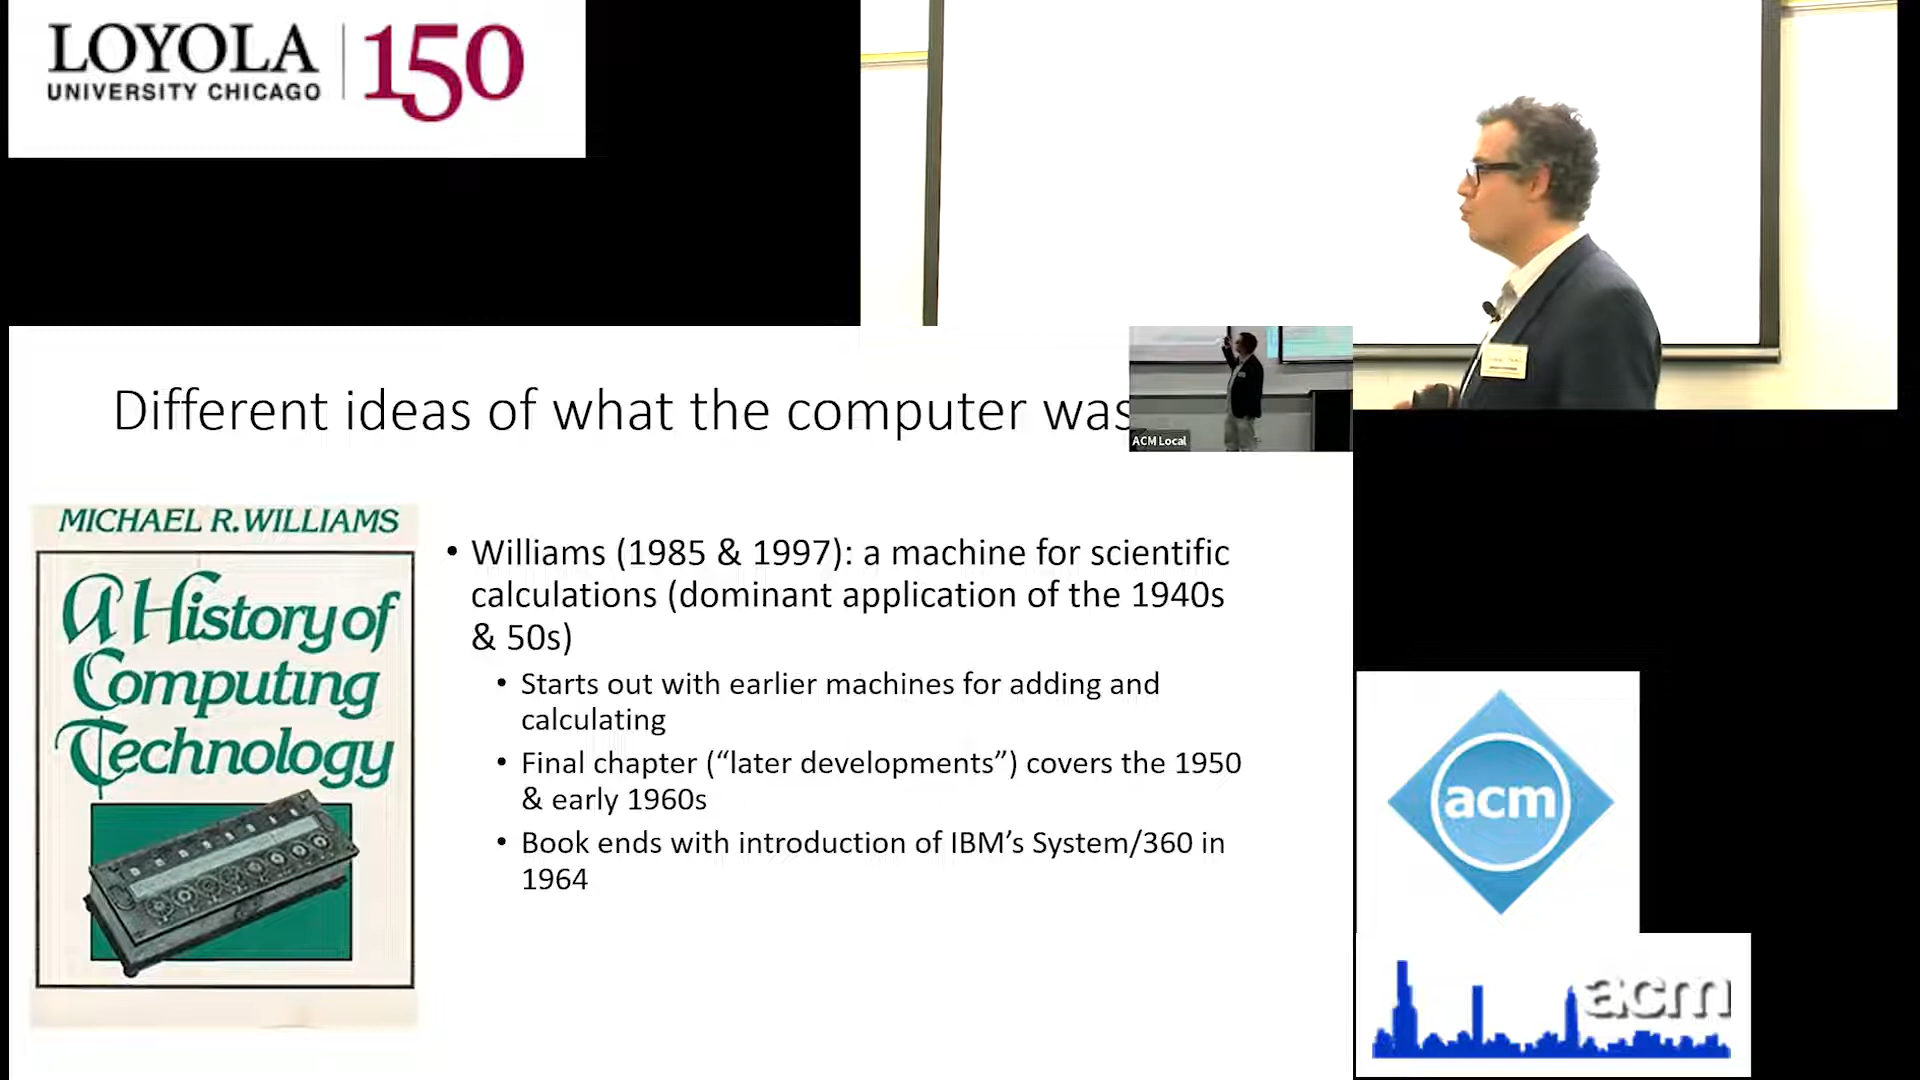 LOYOLA
UNIVERSITY CHICAGO
150
Different ideas of what the computer was
ACM Local
MICHAEL R. WILLIAMS
A History of
Computing
Technology
• Williams (1985 & 1997): a machine for scientific
calculations (dominant application of the 1940s
& 50s)
• Starts out with earlier machines for adding and
calculating
• Final chapter (“later developments”) covers the 1950
& early 1960s
• Book ends with introduction of IBM’s System/360 in
1964
acm
acm